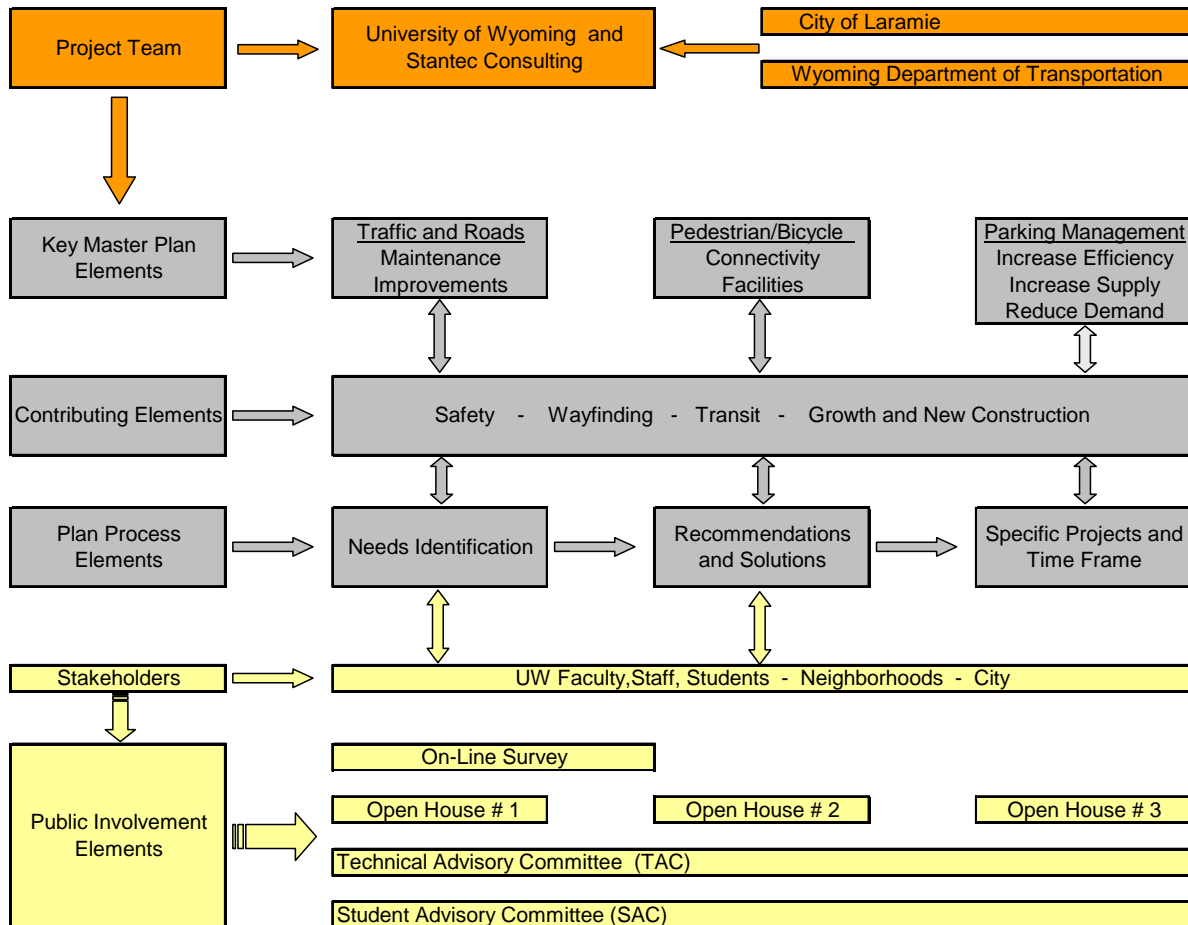 Project Team
University of Wyoming and
Stantec Consulting
City of Laramie
Wyoming Department of Transportation
Key Master Plan
Elements
Traffic and Roads
Maintenance
Improvements
Pedestrian/Bicycle
Connectivity
Facilities
Parking Management
Increase Efficiency
Increase Supply
Reduce Demand
Contributing Elements
Safety - Wayfinding - Transit - Growth and New Construction
Plan Process
Elements
Needs Identification
Recommendations
and Solutions
Specific Projects and
Time Frame
Stakeholders
UW Faculty,Staff, Students - Neighborhoods - City
Public Involvement
Elements
On-Line Survey
Open House # 1
Open House # 2
Open House # 3
Technical Advisory Committee (TAC)
Student Advisory Committee (SAC)